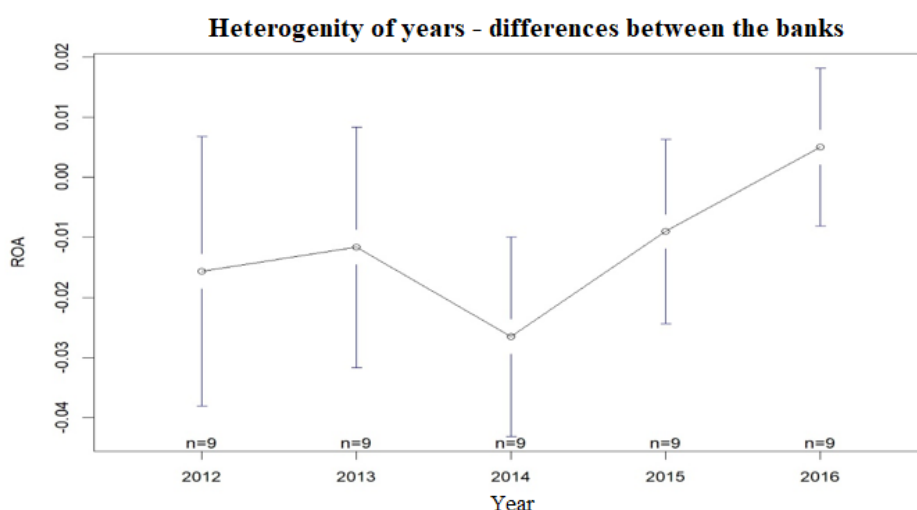 Heterogenity of years - differences between the banks
0.02
0.01
0.00
-0.01
-0.02
-0.03
-0.04
ROA
n=9 n=9 n=9 n=9 n=9
2012 2013 2014 2015 2016
Year